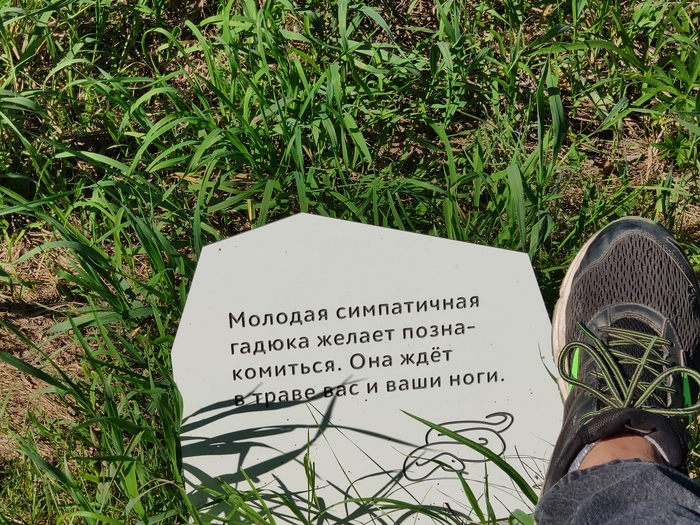 Молодая симпатичная
гадюка желает позна-
комиться. Она ждёт
в траве вас и ваши ноги.